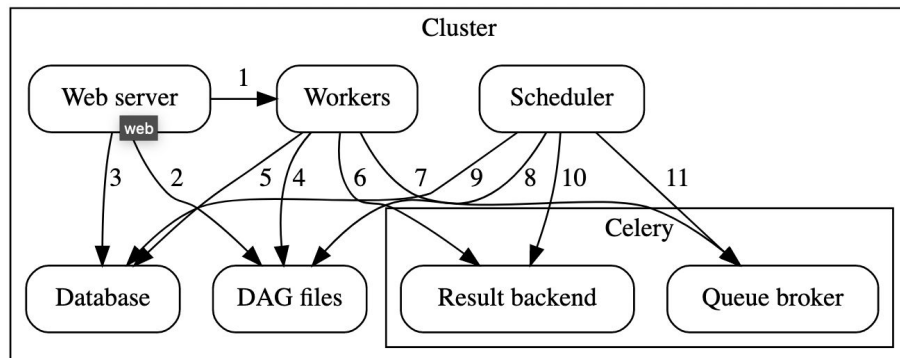 Cluster
1
Web server
Workers
Scheduler
web
3
2
5
4
6
7
9
8
10
11
Celery
Database
DAG files
Result backend
Queue broker